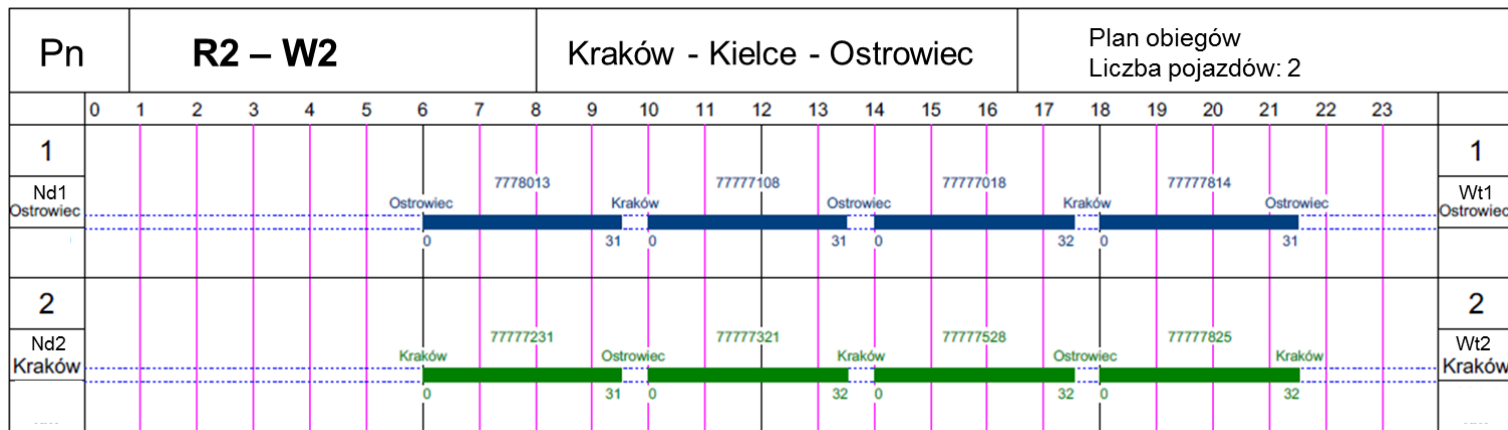 Pn R2 – W2 Kraków - Kielce - Ostrowiec Plan obiegów
Liczba pojazdów: 2
0 1 2 3 4 5 6 7 8 9 10 11 12 13 14 15 16 17 18 19 20 21 22 23
1 1
7778013 77777108 77777018 77777814
Nd1 Wt1
Ostrowiec Ostrowiec Kraków Ostrowiec Kraków Ostrowiec Ostrowiec
0 31 0 31 0 32 0 31
2 2
77777231 77777321 77777528 77777825
Nd2 Wt2
Kraków Kraków Ostrowiec Kraków Ostrowiec Kraków Kraków
0 31 0 32 0 32 0 32